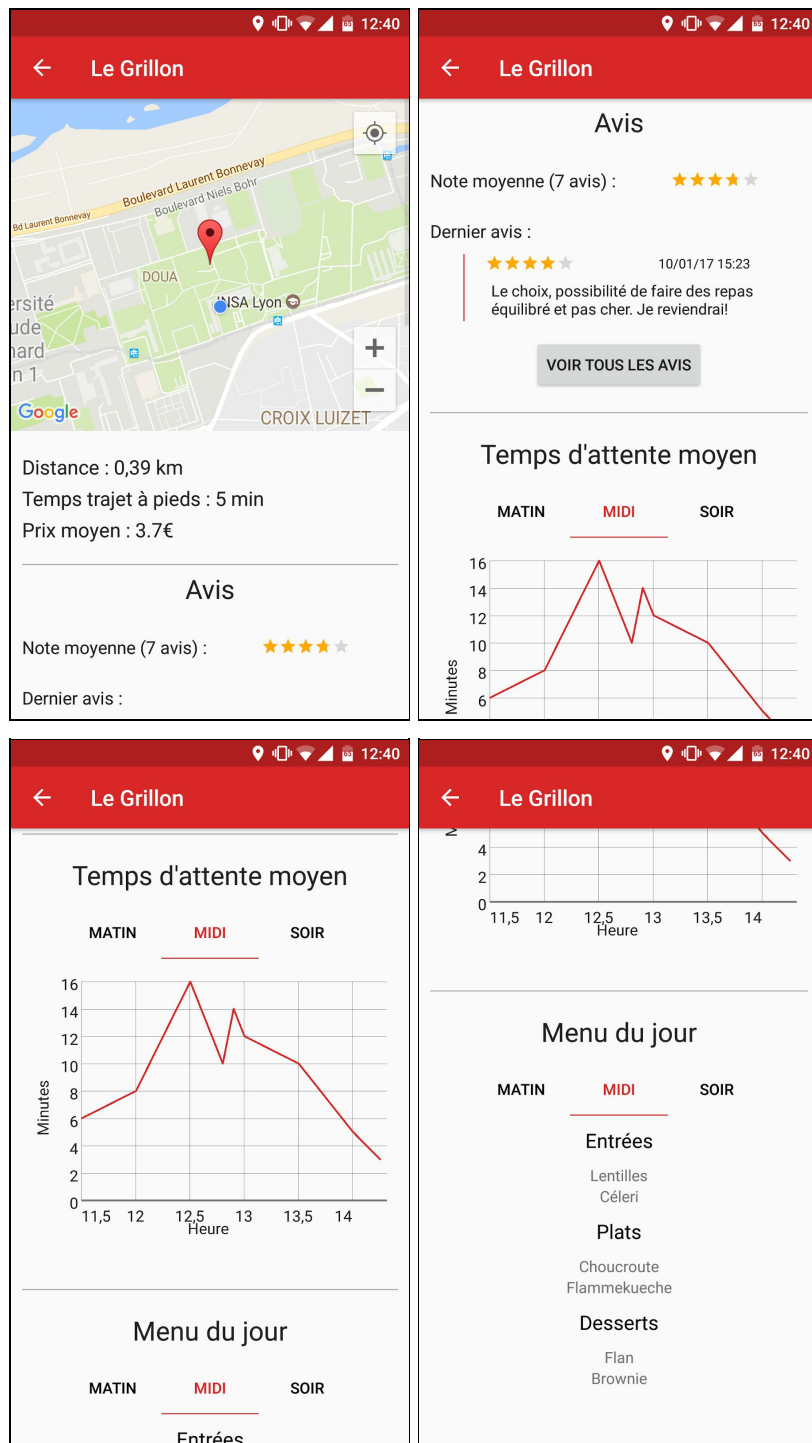 12:40
Le Grillon
Boulevard Laurent Bonnevay
Boulevard Niels Bohr
Bd Laurent Bonnevay
DOUA
INSA Lyon
ersité
ude
nard
n 1
+
−
Google
CROIX LUIZET
Distance : 0,39 km
Temps trajet à pieds : 5 min
Prix moyen : 3.7€
Avis
Note moyenne (7 avis) :
Dernier avis :
12:40
Le Grillon
Avis
Note moyenne (7 avis) :
Dernier avis :
10/01/17 15:23
Le choix, possibilité de faire des repas
équilibré et pas cher. Je reviendrai!
VOIR TOUS LES AVIS
Temps d'attente moyen
MATIN MIDI SOIR
16
14
12
10
8
6
Minutes
12:40
Le Grillon
Temps d'attente moyen
MATIN MIDI SOIR
16
14
12
10
8
6
4
2
0
Minutes
11,5 12 12,5 13 13,5 14
Heure
Menu du jour
MATIN MIDI SOIR
Entrées
12:40
Le Grillon
4
2
0
11,5 12 12,5 13 13,5 14
Heure
Menu du jour
MATIN MIDI SOIR
Entrées
Lentilles
Céleri
Plats
Choucroute
Flammekueche
Desserts
Flan
Brownie